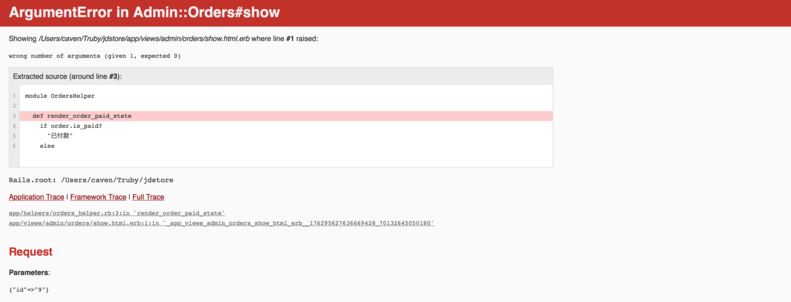 ArgumentError in Admin::Orders#show
Showing /Users/caven/Truby/jdstore/app/views/admin/orders/show.html.erb where line #1 raised:
wrong number of arguments (given 1, expected 0)
Extracted source (around line #3):
1 module OrdersHelper
2
3 def render_order_paid_state
4 if order.is_paid?
5 "已付款"
6 else
Rails.root: /Users/caven/Truby/jdstore
Application Trace | Framework Trace | Full Trace
app/helpers/orders_helper.rb:3:in `render_order_paid_state'
app/views/admin/orders/show.html.erb:1:in `_app_views_admin_orders_show_html_erb__1762956276366669428_70132645050180'
Request
Parameters:
{"id"=>"9"}